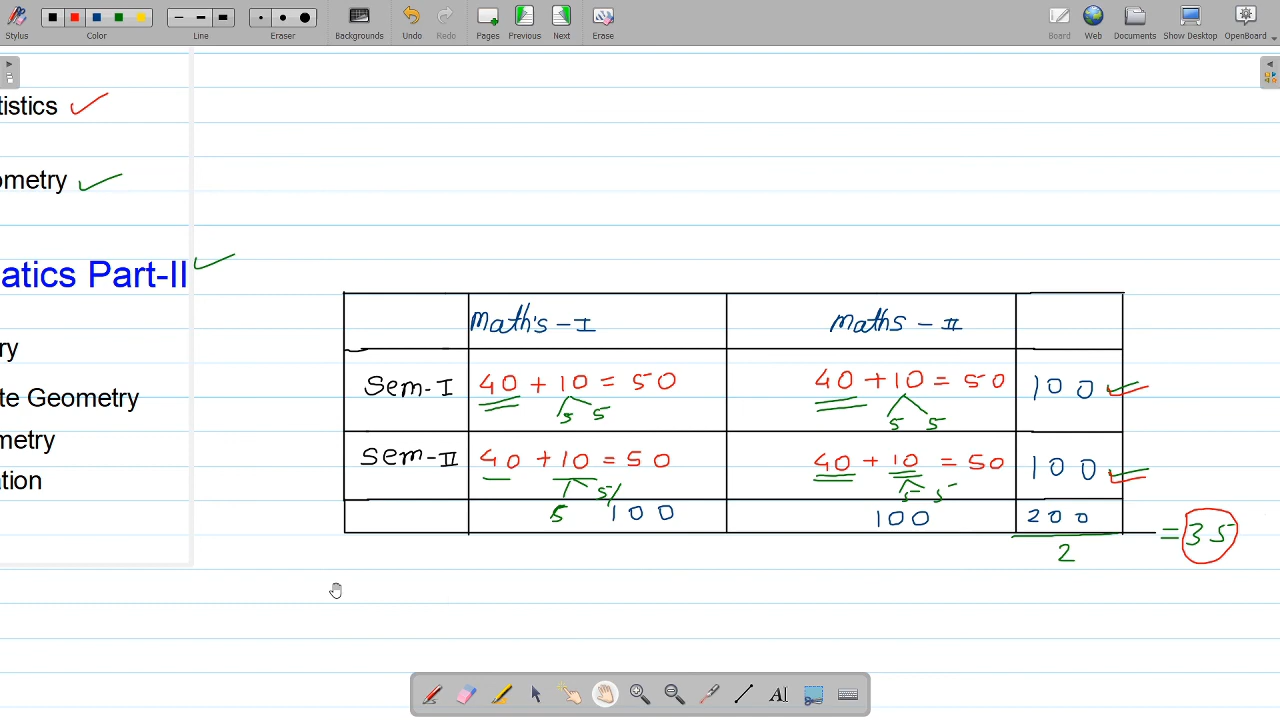 Stylus Color Line Eraser Backgrounds Undo Redo Pages Previous Next Erase Board Web Documents Show Desktop OpenBoard
tistics
ometry
atics Part-II
ry
te Geometry
metry
ation
Math's - I Maths - II
Sem-I 40 + 10 = 50 40 + 10 = 50 100
5 5 5 5
Sem-II 40 + 10 = 50 40 + 10 = 50 100
5 5 5 5
100 100 200
2 = 35